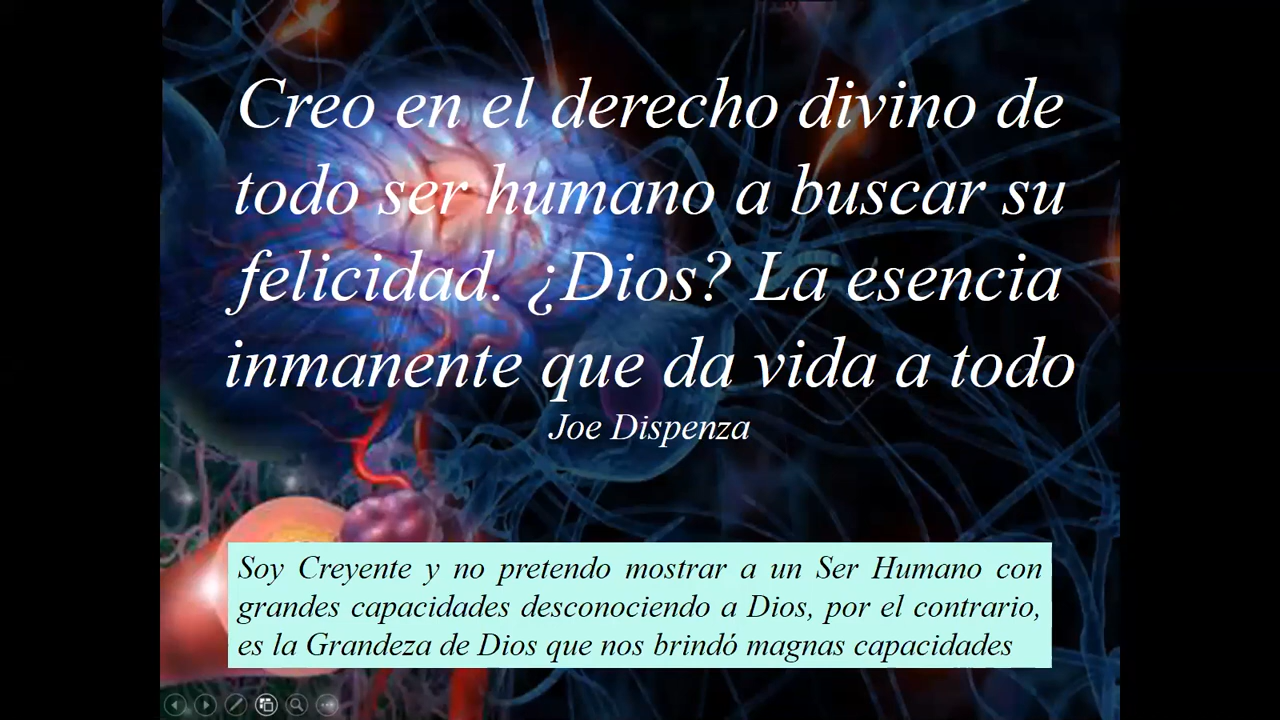 Creo en el derecho divino de
todo ser humano a buscar su
felicidad. ¿Dios? La esencia
inmanente que da vida a todo
Joe Dispenza
Soy Creyente y no pretendo mostrar a un Ser Humano con
grandes capacidades desconociendo a Dios, por el contrario,
es la Grandeza de Dios que nos brindó magnas capacidades